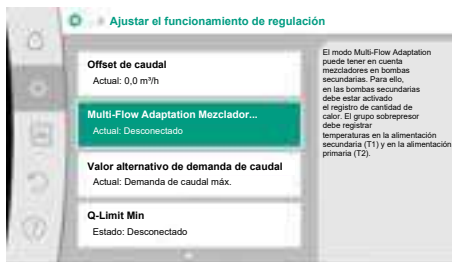 Ajustar el funcionamiento de regulación
Offset de caudal
Actual: 0,0 m³/h
Multi-Flow Adaptation Mezclador...
Actual: Desconectado
Valor alternativo de demanda de caudal
Actual: Demanda de caudal máx.
Q-Limit Min
Estado: Desconectado
El modo Multi-Flow Adaptation
puede tener en cuenta
mezcladores en bombas
secundarias. Para ello,
en las bombas secundarias
debe estar activado
el registro de cantidad de
calor. El grupo sobrepresor
debe registrar
temperaturas en la alimentación
secundaria (T1) y en la alimentación
primaria (T2).